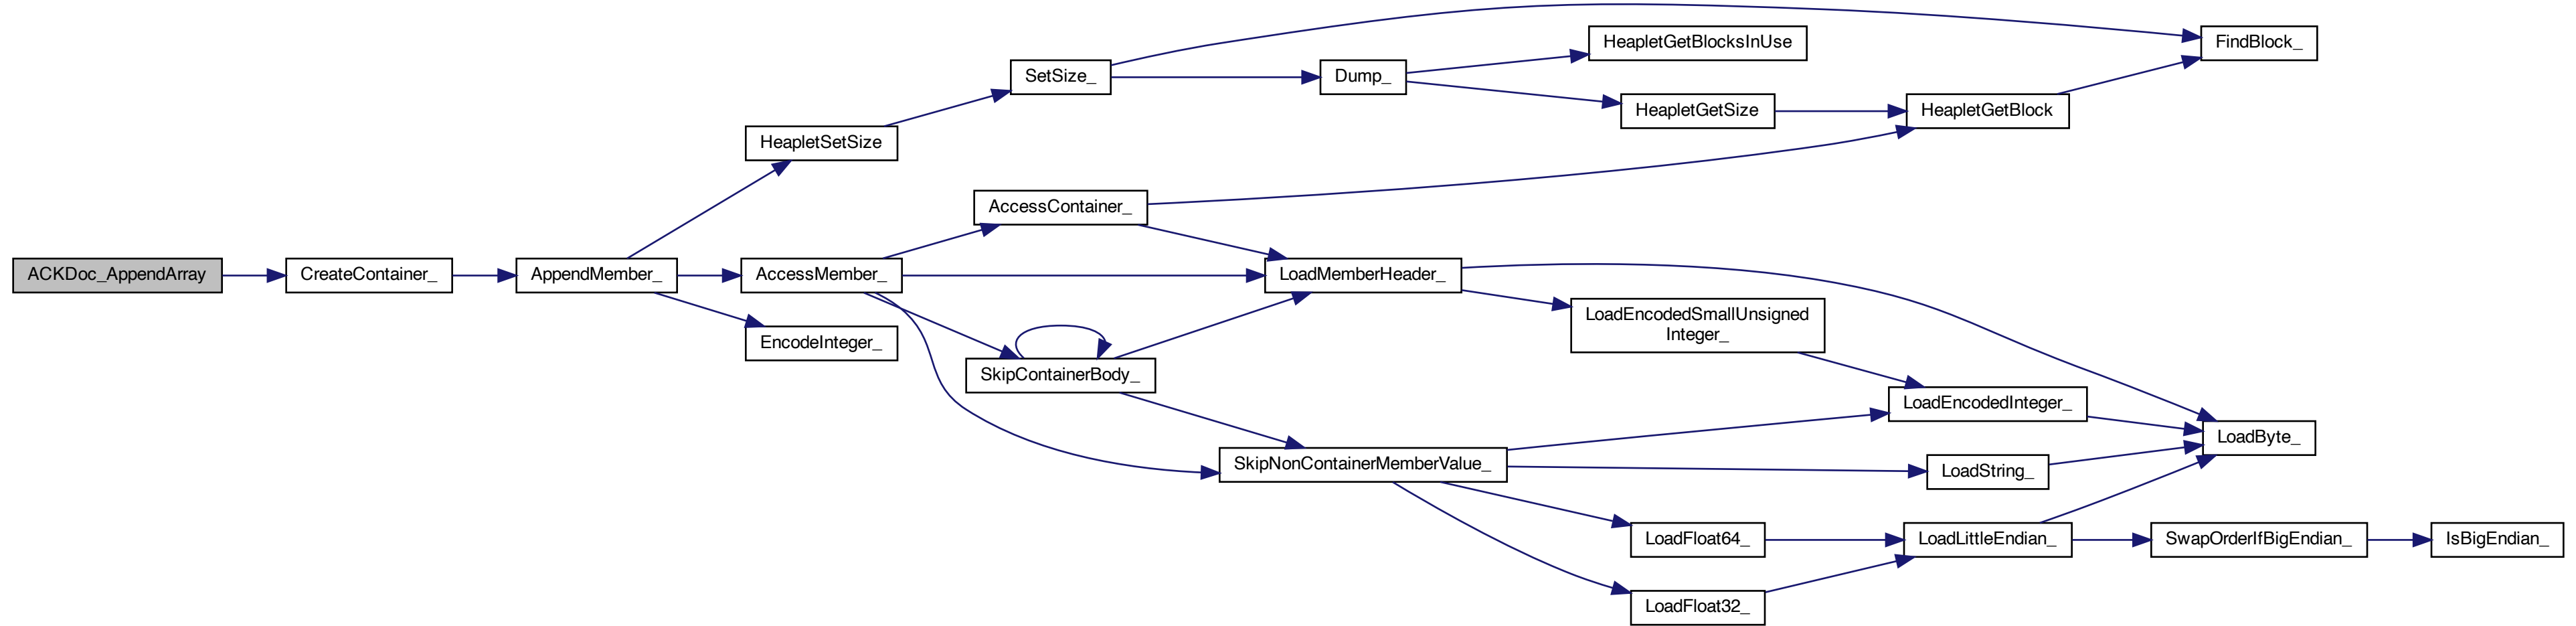 ACKDoc_AppendArray
CreateContainer_
AppendMember_
HeapletSetSize
AccessMember_
EncodeInteger_
SetSize_
AccessContainer_
SkipContainerBody_
Dump_
LoadMemberHeader_
SkipNonContainerMemberValue_
HeapletGetBlocksInUse
HeapletGetSize
LoadEncodedSmallUnsigned
Integer_
LoadFloat64_
LoadFloat32_
HeapletGetBlock
LoadEncodedInteger_
LoadString_
LoadLittleEndian_
FindBlock_
LoadByte_
SwapOrderIfBigEndian_
IsBigEndian_